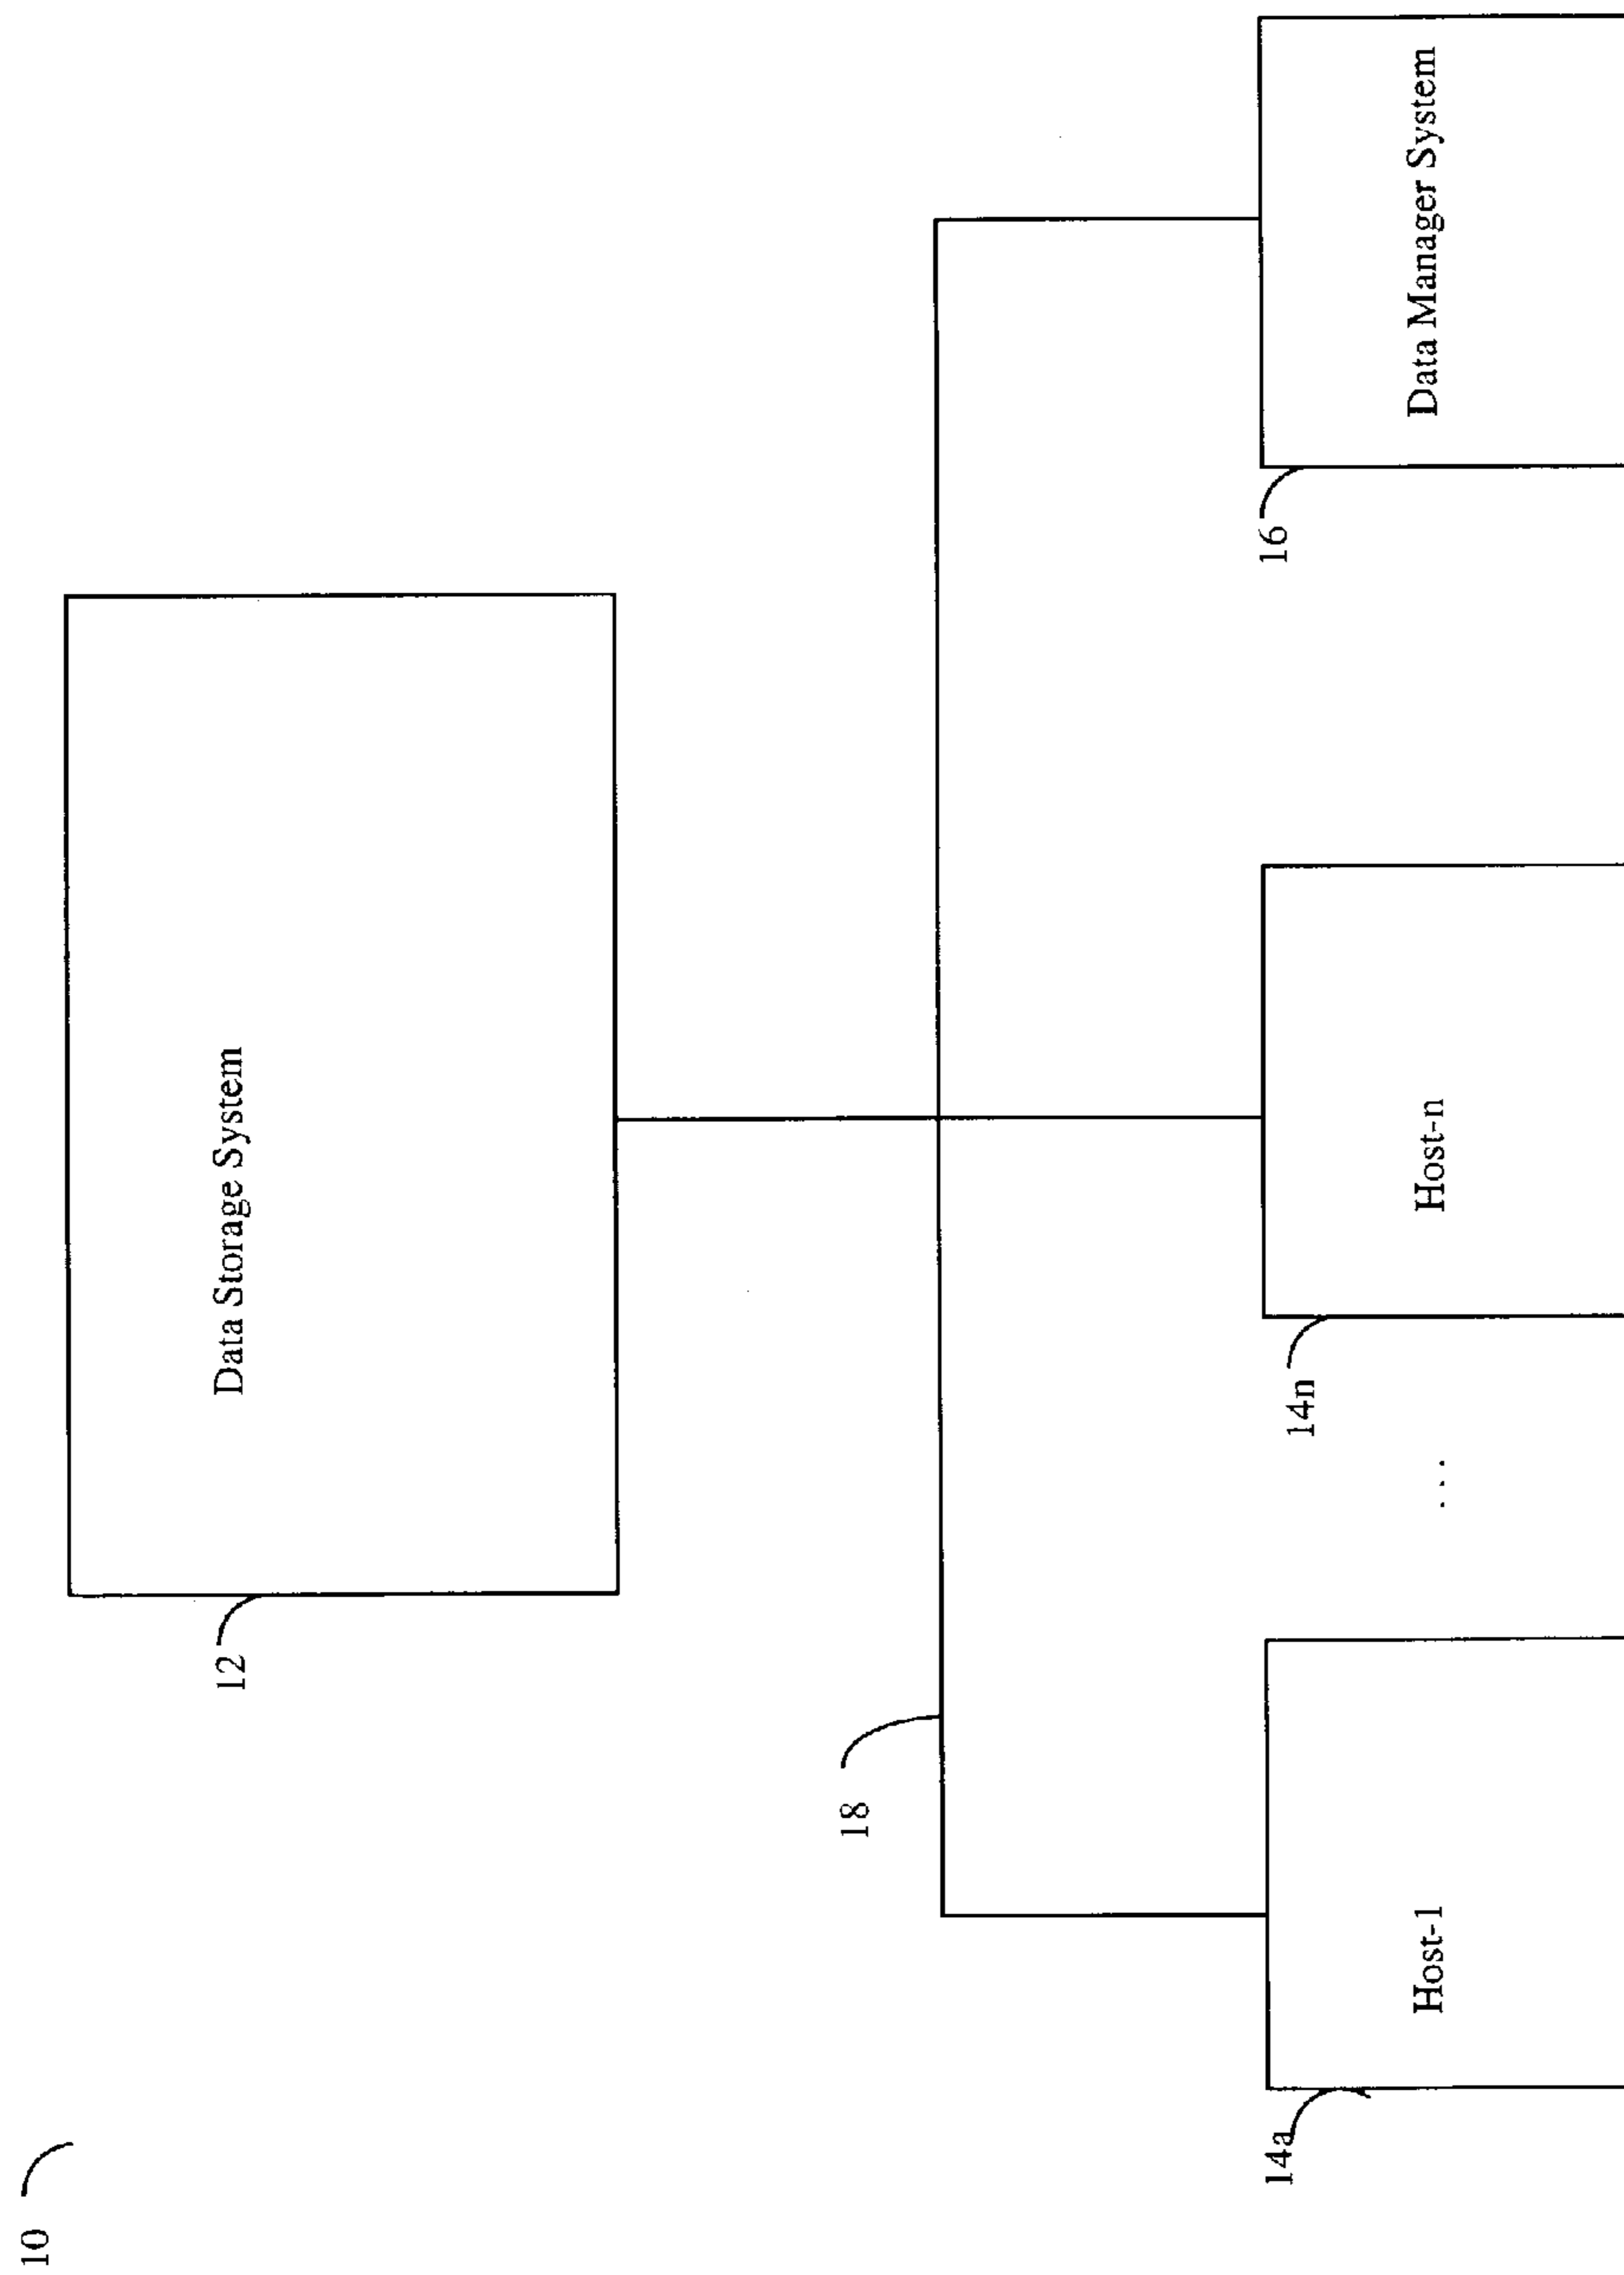 10
12
Data Storage System
18
14a
Host-1
...
14n
Host-n
16
Data Manager System